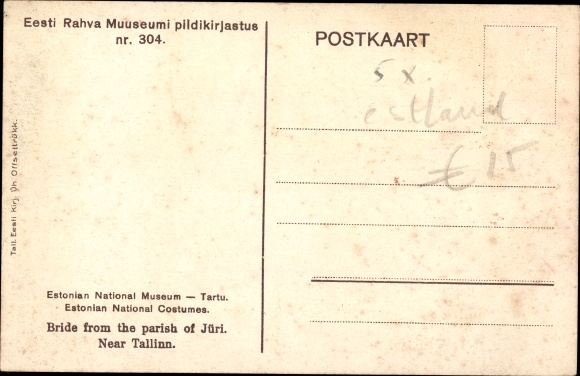 Eesti Rahva Muuseumi pildikirjastus
nr. 304.
POSTKAART
5 x.
estland
€ 15
Tall. Eesti Kirj. Üh. Offsettrükk.
Estonian National Museum — Tartu.
Estonian National Costumes.
Bride from the parish of Jüri.
Near Tallinn.